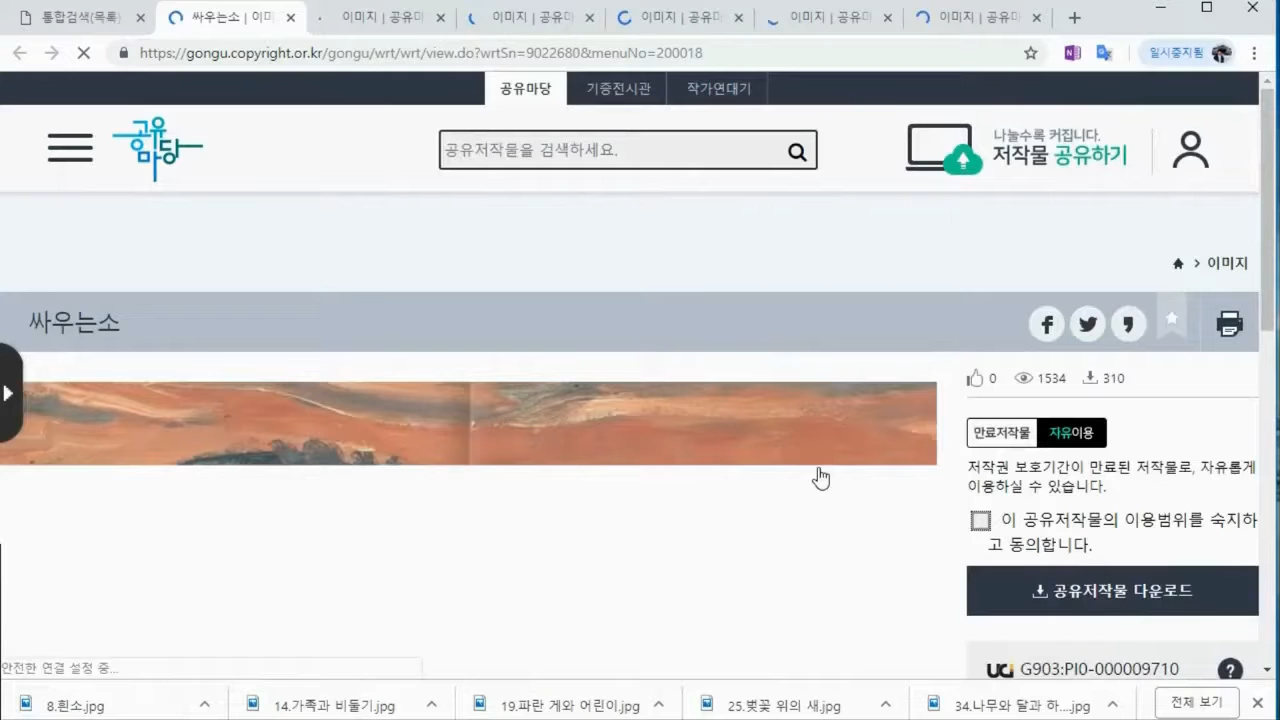 통합검색(목록)
싸우는소 | 이미
이미지 | 공유마
이미지 | 공유마
이미지 | 공유마
이미지 | 공유마
이미지 | 공유마
https://gongu.copyright.or.kr/gongu/wrt/wrt/view.do?wrtSn=9022680&menuNo=200018
일시중지됨
공유마당
기증전시관
작가연대기
공유
마당
공유저작물을 검색하세요.
나눌수록 커집니다.
저작물 공유하기
> 이미지
싸우는소
0
1534
310
만료저작물 자유이용
저작권 보호기간이 만료된 저작물로, 자유롭게
이용하실 수 있습니다.
이 공유저작물의 이용범위를 숙지하
고 동의합니다.
공유저작물 다운로드
UCI G903:PI0-000009710
안전한 연결 설정 중...
8.흰소.jpg
14.가족과 비둘기.jpg
19.파란 게와 어린이.jpg
25.벚꽃 위의 새.jpg
34.나무와 달과 하....jpg
전체 보기